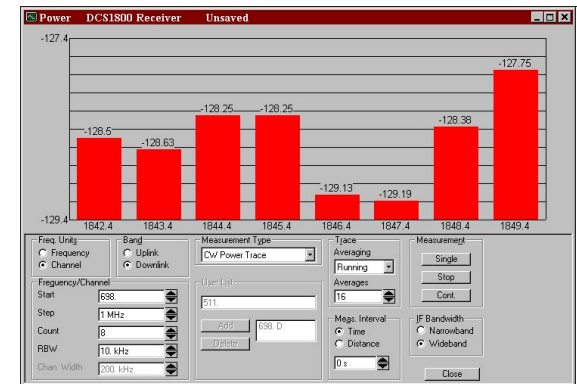 Power DCS1800 Receiver Unsaved
-127.4
-127.75
-128.25 -128.25
-128.38
-128.5
-128.63
-129.13
-129.19
-129.4
1842.4 1843.4 1844.4 1845.4 1846.4 1847.4 1848.4 1849.4
Freq. Units
Frequency
Channel
Band
Uplink
Downlink
Measurement Type
CW Power Trace
Trace
Averaging
Running
Averages
16
Measurement
Single
Stop
Cont.
Frequency/Channel
Start 698.
Step 1 MHz
Count 8
RBW 10. kHz
Chan. Width 200. kHz
User List
511.
Add
Delete
698. D
Meas. Interval
Time
Distance
0 s
IF Bandwidth
Narrowband
Wideband
Close